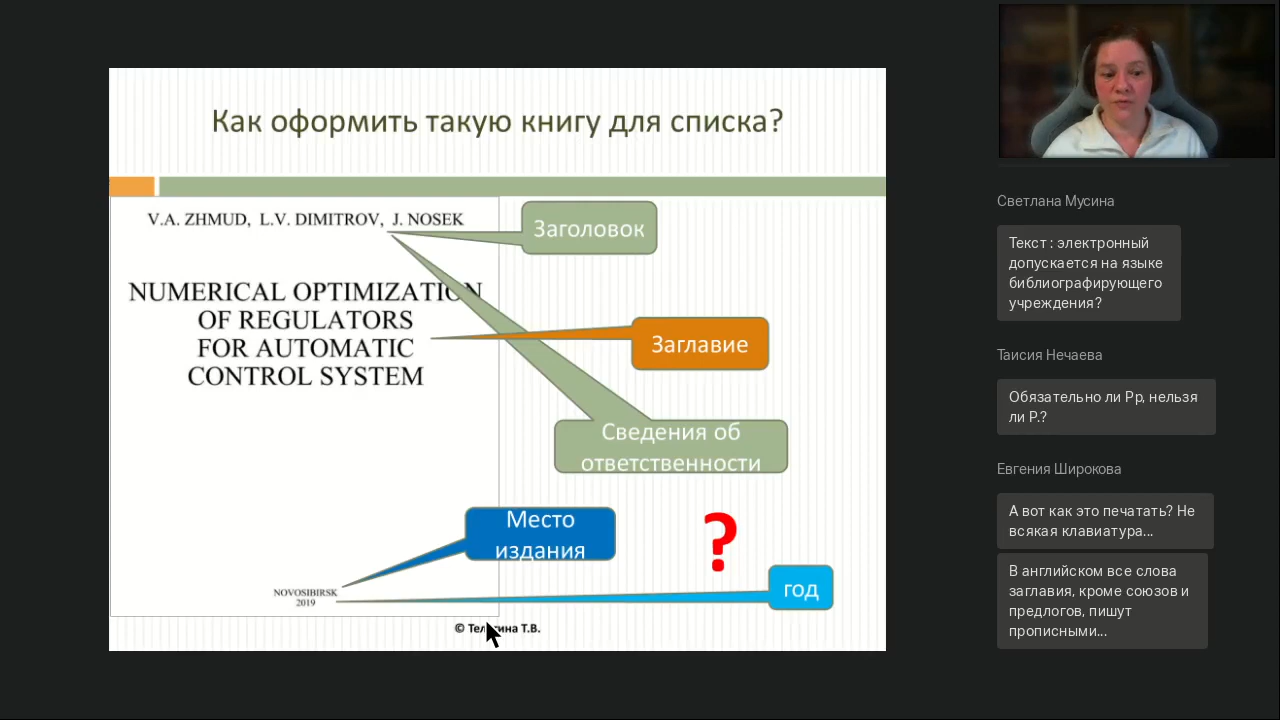 Как оформить такую книгу для списка?
V.A. ZHMUD, L.V. DIMITROV, J. NOSEK
Заголовок
NUMERICAL OPTIMIZATION
OF REGULATORS
FOR AUTOMATIC
CONTROL SYSTEM
Заглавие
Сведения об
ответственности
Место
издания
?
год
NOVOSIBIRSK
2019
© Т.В.
Светлана Мусина
Текст : электронный
допускается на языке
библиографирующего
учреждения?
Таисия Нечаева
Обязательно ли Pp, нельзя
ли P.?
Евгения Широкова
А вот как это печатать? Не
всякая клавиатура...
В английском все слова
заглавия, кроме союзов и
предлогов, пишут
прописными...